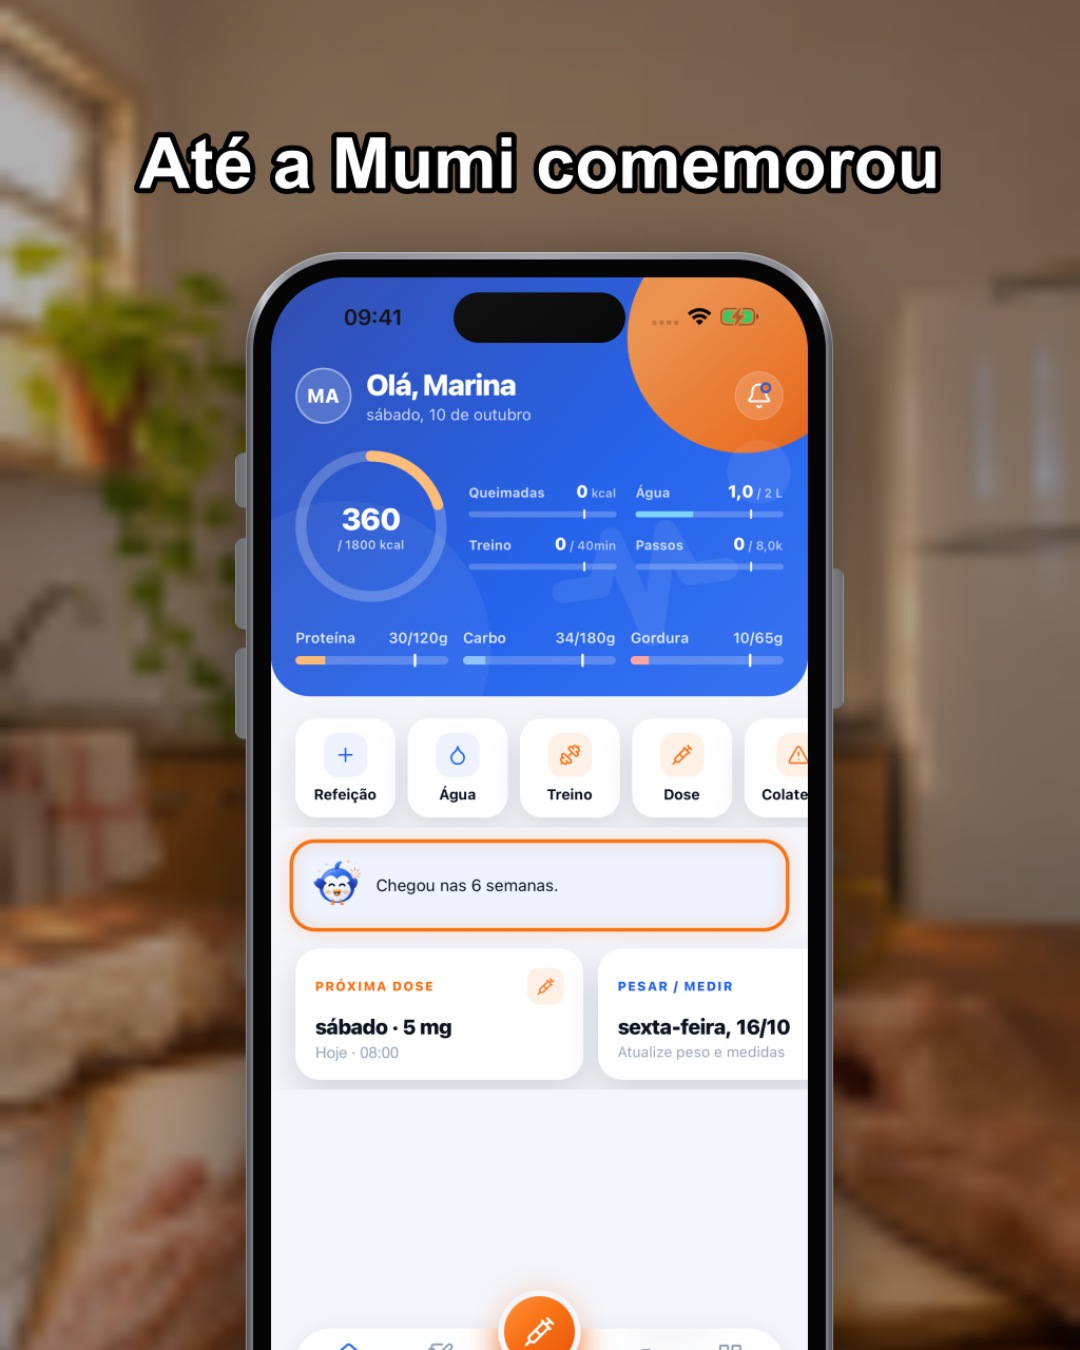 Até a Mumi comemorou
09:41
MA
Olá, Marina
sábado, 10 de outubro
360
/ 1800 kcal
Queimadas 0 kcal
Água 1,0 / 2 L
Treino 0 / 40min
Passos 0 / 8,0k
Proteína 30/120g
Carbo 34/180g
Gordura 10/65g
Refeição
Água
Treino
Dose
Colate
Chegou nas 6 semanas.
PRÓXIMA DOSE
sábado · 5 mg
Hoje · 08:00
PESAR / MEDIR
sexta-feira, 16/10
Atualize peso e medidas